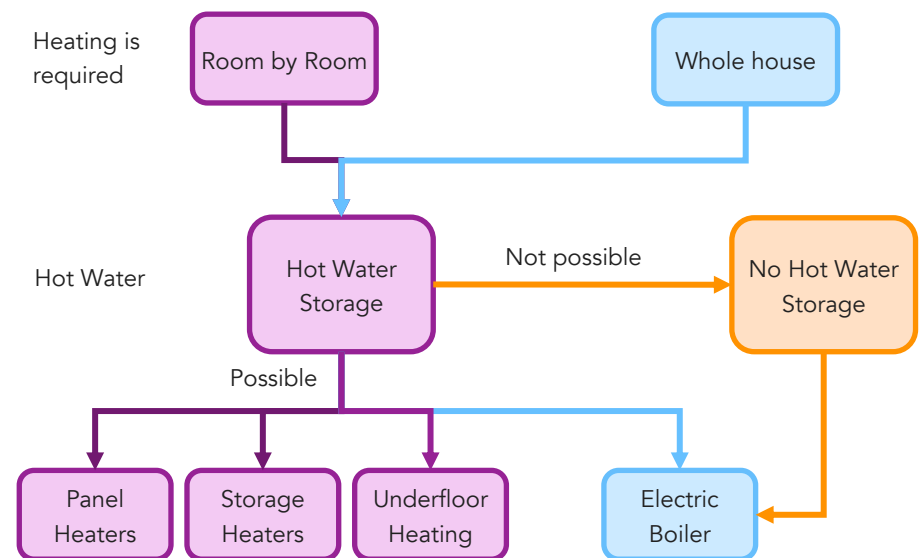 Heating is
required
Room by Room
Whole house
Hot Water
Hot Water
Storage
Not possible
No Hot Water
Storage
Possible
Panel
Heaters
Storage
Heaters
Underfloor
Heating
Electric
Boiler